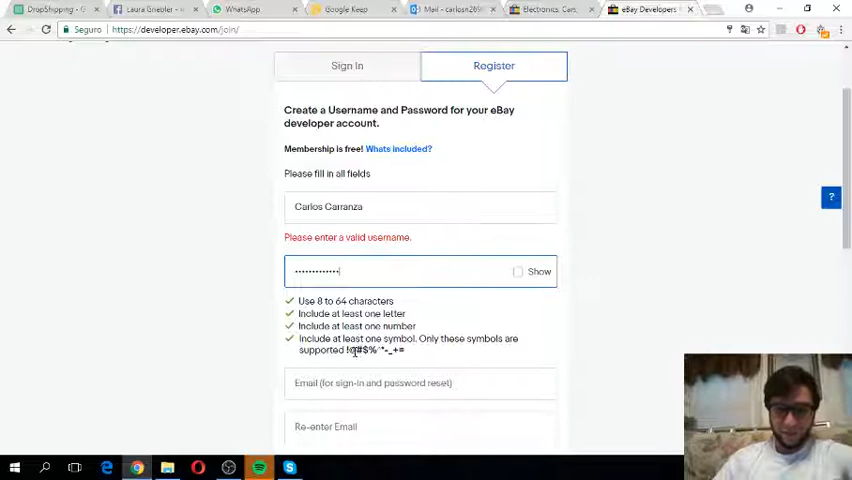 DropShipping - G
Laura Griebler -
WhatsApp
Google Keep
Mail - carlosn289
Electronics, Cars,
eBay Developers
Seguro
https://developer.ebay.com/join/
Sign In
Register
Create a Username and Password for your eBay
developer account.
Membership is free! Whats included?
Please fill in all fields
Carlos Carranza
Please enter a valid username.
•••••••••••••
Show
Use 8 to 64 characters
Include at least one letter
Include at least one number
Include at least one symbol. Only these symbols are
supported !@#$%^*-_+=
Email (for sign-in and password reset)
Re-enter Email
?